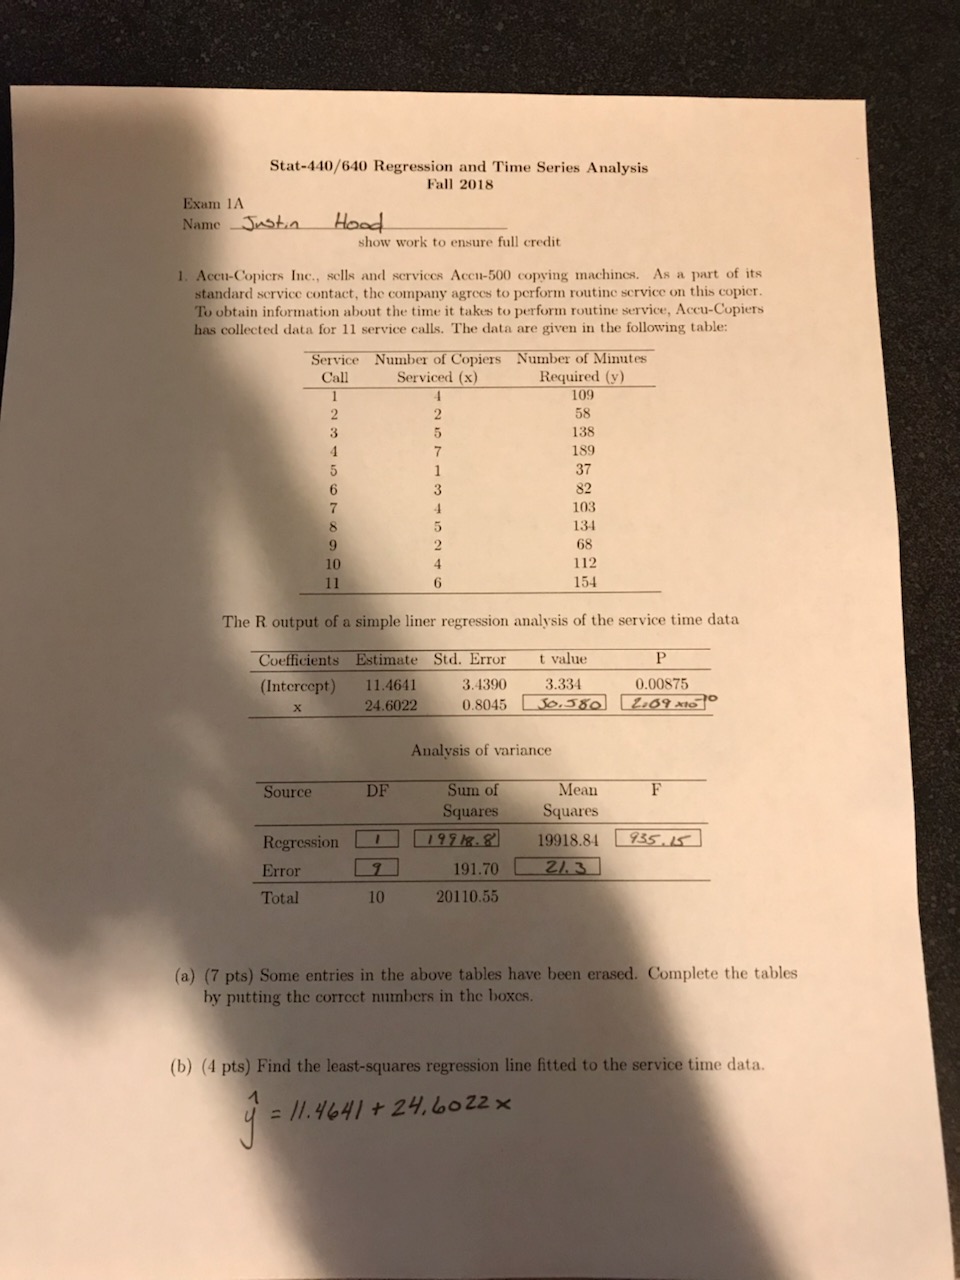 Stat-440/640 Regression and Time Series Analysis
Fall 2018
Exam 1A
Name Justin Hood
show work to ensure full credit
1. Accu-Copiers Inc., sells and services Accu-500 copying machines. As a part of its
standard service contact, the company agrees to perform routine service on this copier.
To obtain information about the time it takes to perform routine service, Accu-Copiers
has collected data for 11 service calls. The data are given in the following table:
Service Number of Copiers Number of Minutes
Call Serviced (x) Required (y)
1 4 109
2 2 58
3 5 138
4 7 189
5 1 37
6 3 82
7 4 103
8 5 134
9 2 68
10 4 112
11 6 154
The R output of a simple liner regression analysis of the service time data
Coefficients Estimate Std. Error t value P
(Intercept) 11.4641 3.4390 3.334 0.00875
x 24.6022 0.8045 30.580 2.09 x10^-10
Analysis of variance
Source DF Sum of Mean F
Squares Squares
Regression 1 19918.8 19918.84 935.15
Error 9 191.70 21.3
Total 10 20110.55
(a) (7 pts) Some entries in the above tables have been erased. Complete the tables
by putting the correct numbers in the boxes.
(b) (4 pts) Find the least-squares regression line fitted to the service time data.
ŷ = 11.4641 + 24.6022 x